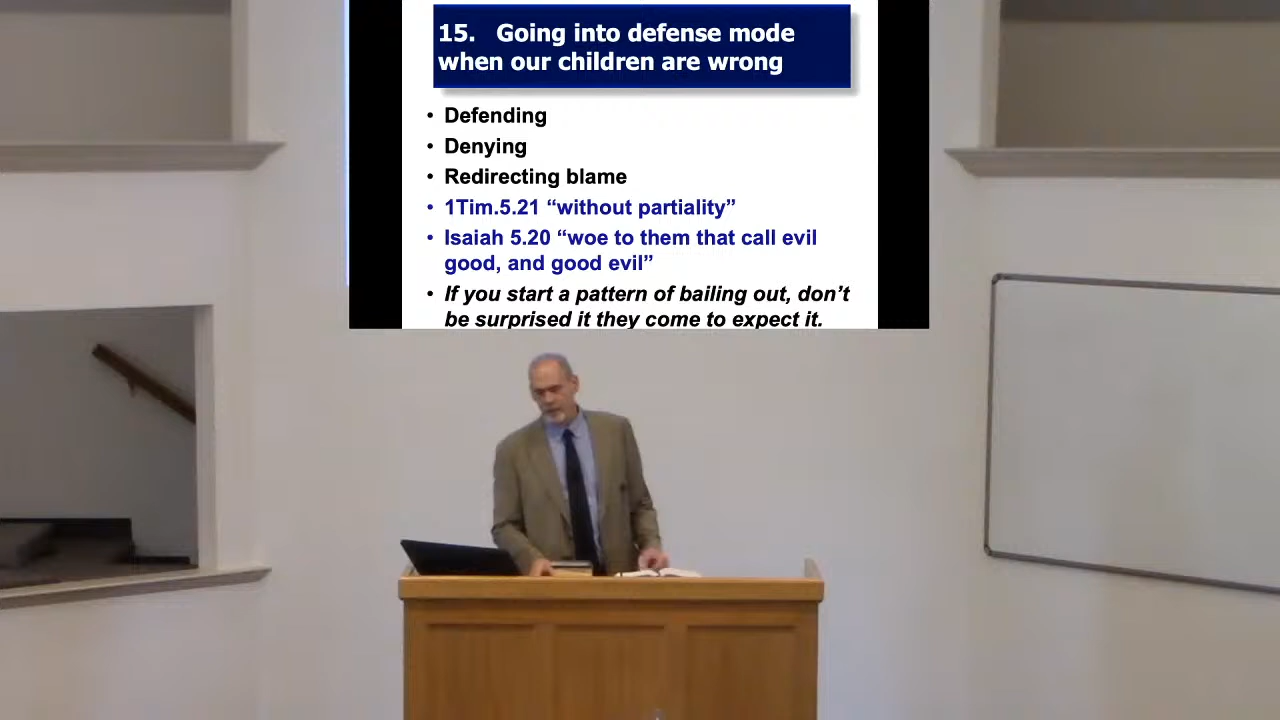 15. Going into defense mode
when our children are wrong
• Defending
• Denying
• Redirecting blame
• 1Tim.5.21 “without partiality”
• Isaiah 5.20 “woe to them that call evil
good, and good evil”
• If you start a pattern of bailing out, don’t
be surprised it they come to expect it.